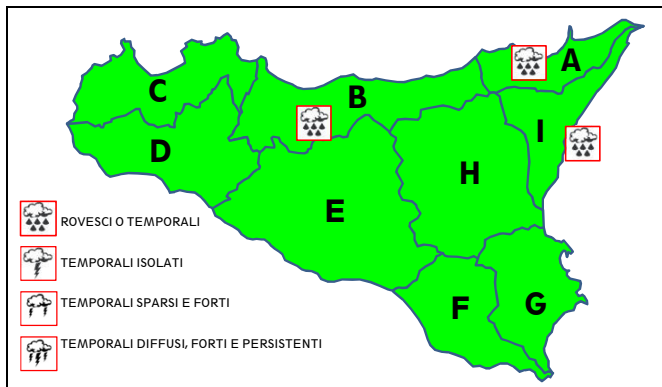 A
C
B
I
D
H
E
ROVESCI O TEMPORALI
TEMPORALI ISOLATI
F
G
TEMPORALI SPARSI E FORTI
TEMPORALI DIFFUSI, FORTI E PERSISTENTI